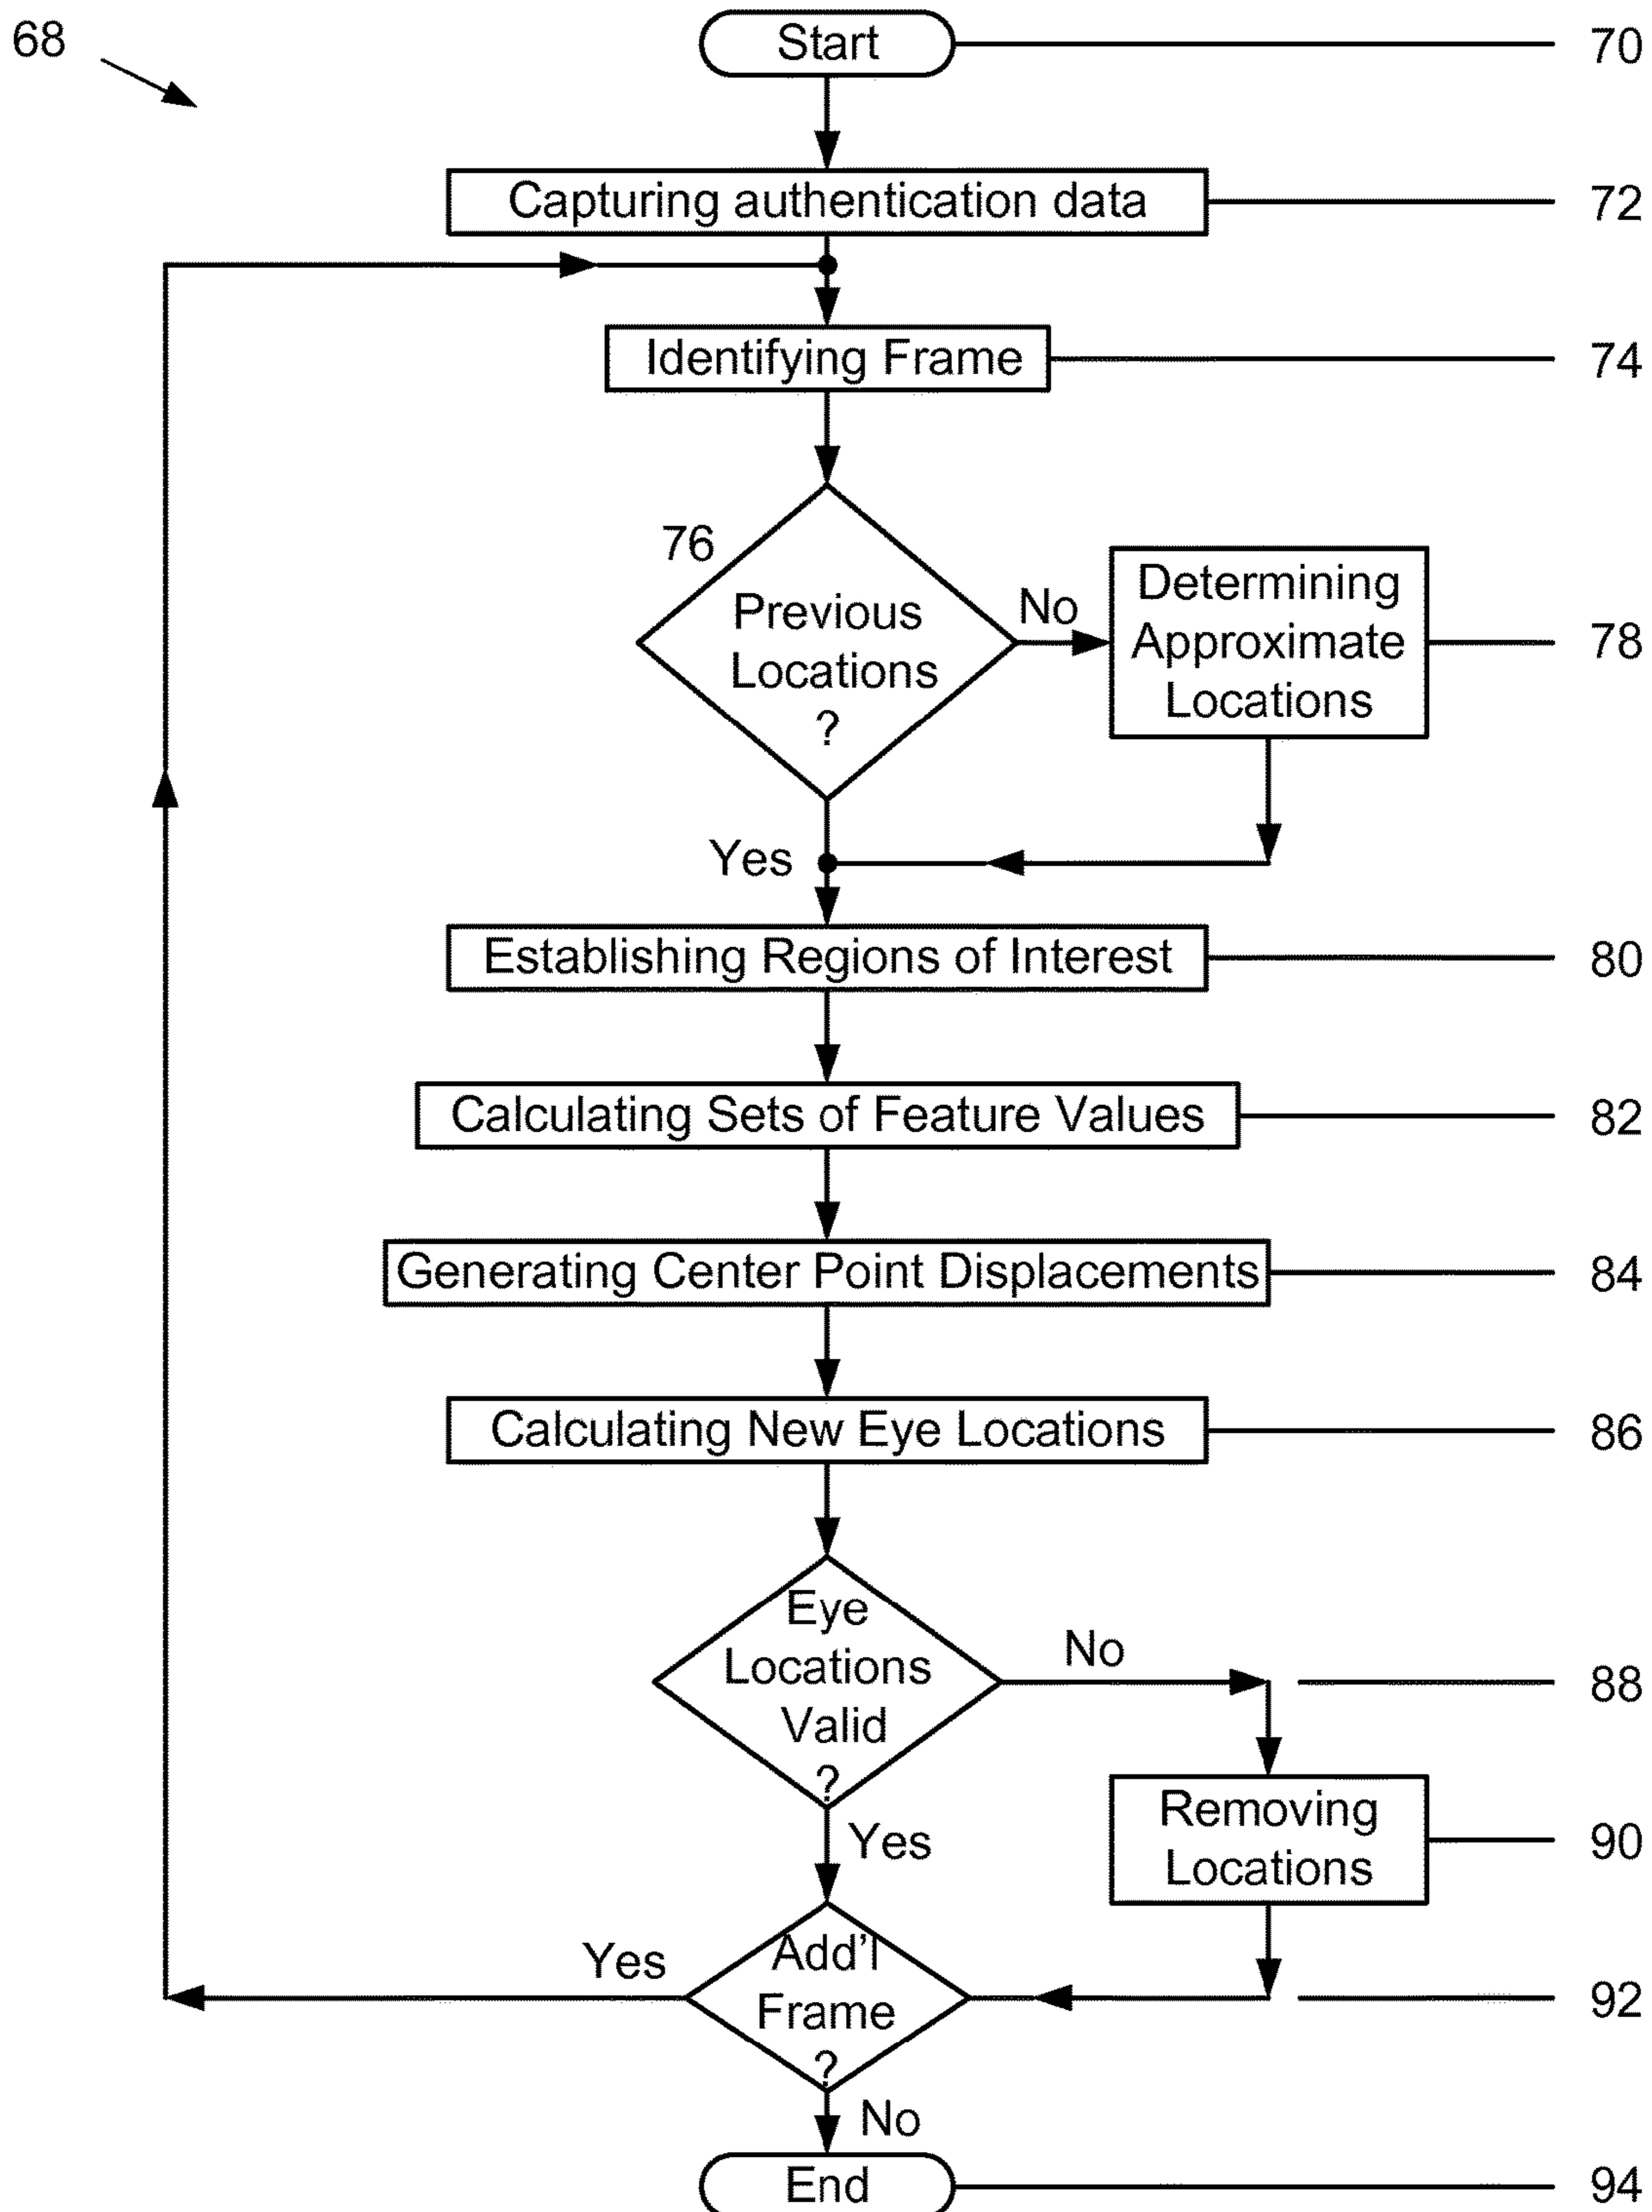 68
Start
70
Capturing authentication data
72
Identifying Frame
74
76
Previous
Locations
?
No
Determining
Approximate
Locations
78
Yes
Establishing Regions of Interest
80
Calculating Sets of Feature Values
82
Generating Center Point Displacements
84
Calculating New Eye Locations
86
Eye
Locations
Valid
?
No
88
Yes
Removing
Locations
90
Add'l
Frame
?
Yes
92
No
End
94